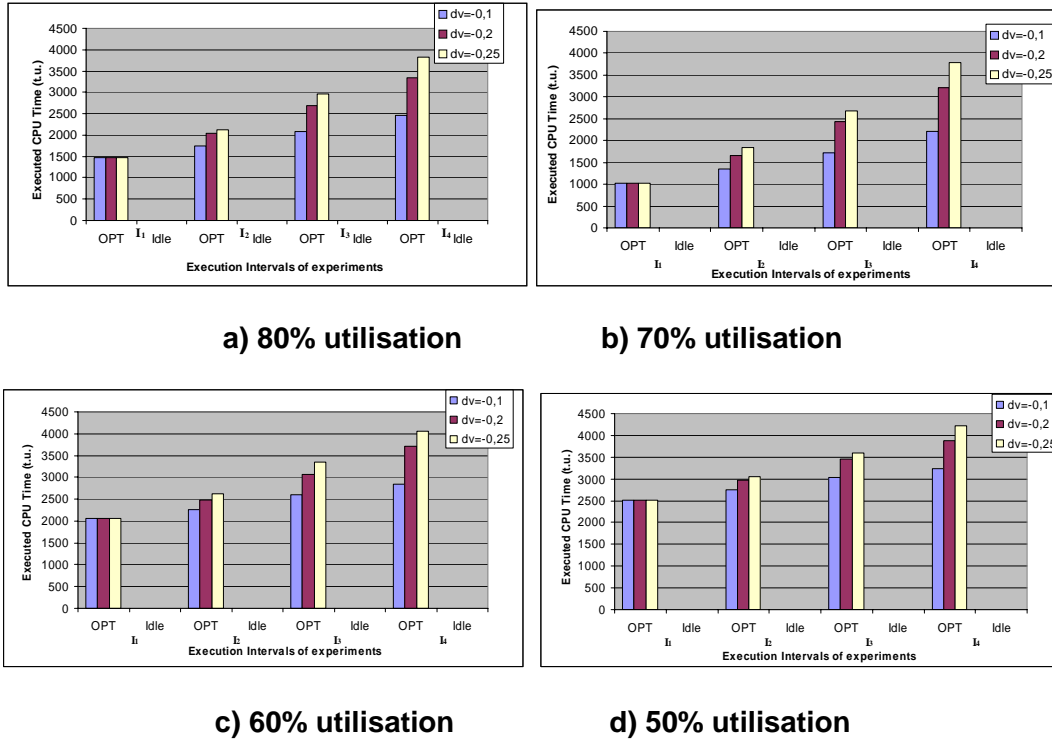 dv=-0,1
dv=-0,2
dv=-0,25
4500
4000
3500
3000
2500
2000
1500
1000
500
0
Executed CPU Time (t.u.)
OPT I1 Idle OPT I2 Idle OPT I3 Idle OPT I4 Idle
Execution Intervals of experiments
a) 80% utilisation
dv=-0,1
dv=-0,2
dv=-0,25
4500
4000
3500
3000
2500
2000
1500
1000
500
0
Executed CPU Time (t.u.)
OPT Idle OPT Idle OPT Idle OPT Idle
I1 I2 I3 I4
Execution Intervals of experiments
b) 70% utilisation
dv=-0,1
dv=-0,2
dv=-0,25
4500
4000
3500
3000
2500
2000
1500
1000
500
0
Executed CPU Time (t.u.)
OPT Idle OPT Idle OPT Idle OPT Idle
I1 I2 I3 I4
Execution Intervals of experiments
c) 60% utilisation
dv=-0,1
dv=-0,2
dv=-0,25
4500
4000
3500
3000
2500
2000
1500
1000
500
0
Executed CPU Time (t.u.)
OPT Idle OPT Idle OPT Idle OPT Idle
I1 I2 I3 I4
Execution Intervals of experiments
d) 50% utilisation